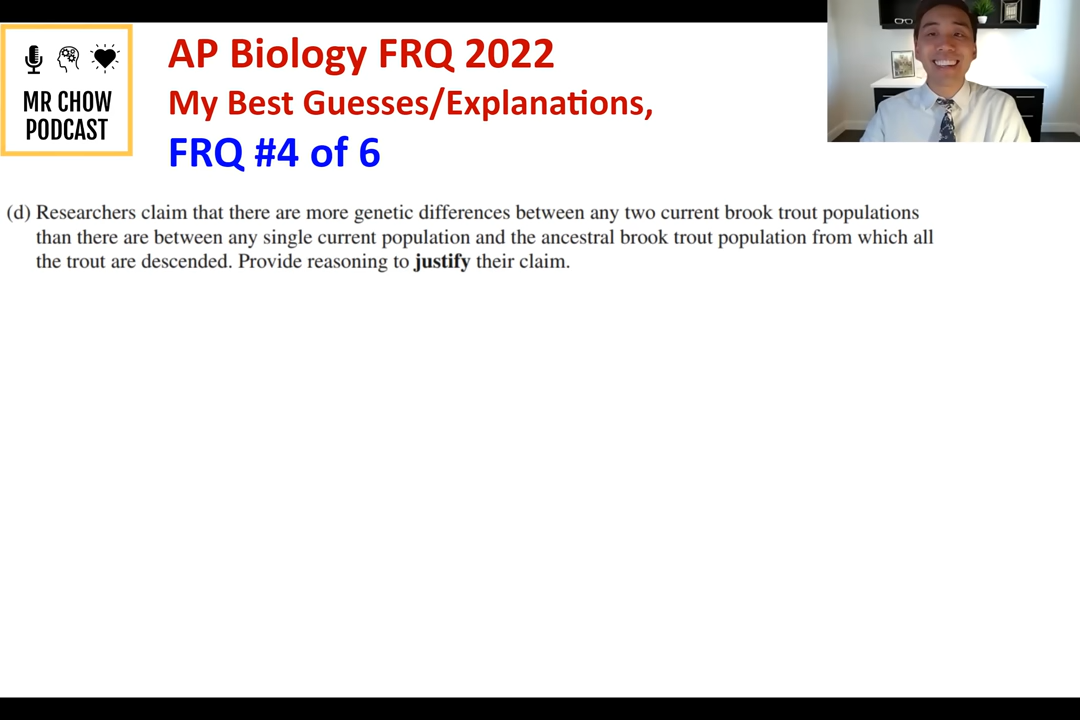 MR CHOW
PODCAST
AP Biology FRQ 2022
My Best Guesses/Explanations,
FRQ #4 of 6
(d) Researchers claim that there are more genetic differences between any two current brook trout populations
than there are between any single current population and the ancestral brook trout population from which all
the trout are descended. Provide reasoning to justify their claim.